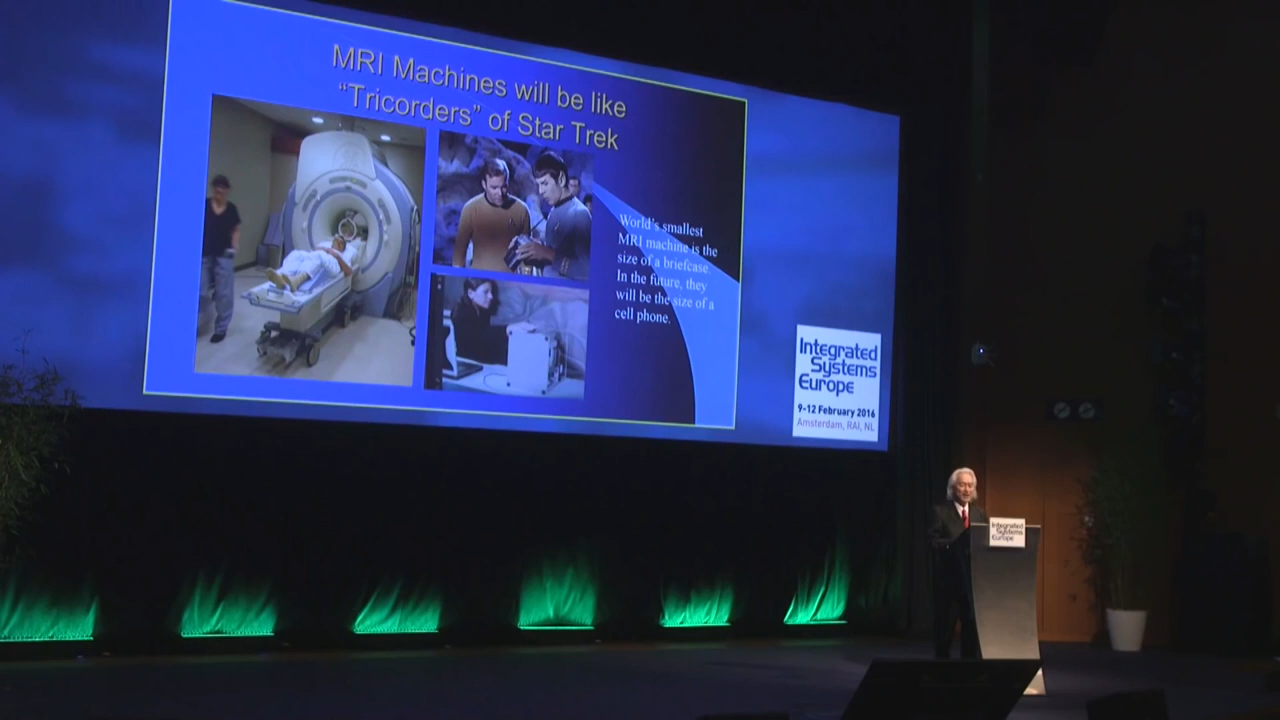 MRI Machines will be like
“Tricorders” of Star Trek
World's smallest
MRI machine is the
size of a briefcase.
In the future, they
will be the size of a
cell phone.
Integrated
Systems
Europe
9-12 February 2016
Amsterdam, RAI, NL
Integrated
Systems
Europe